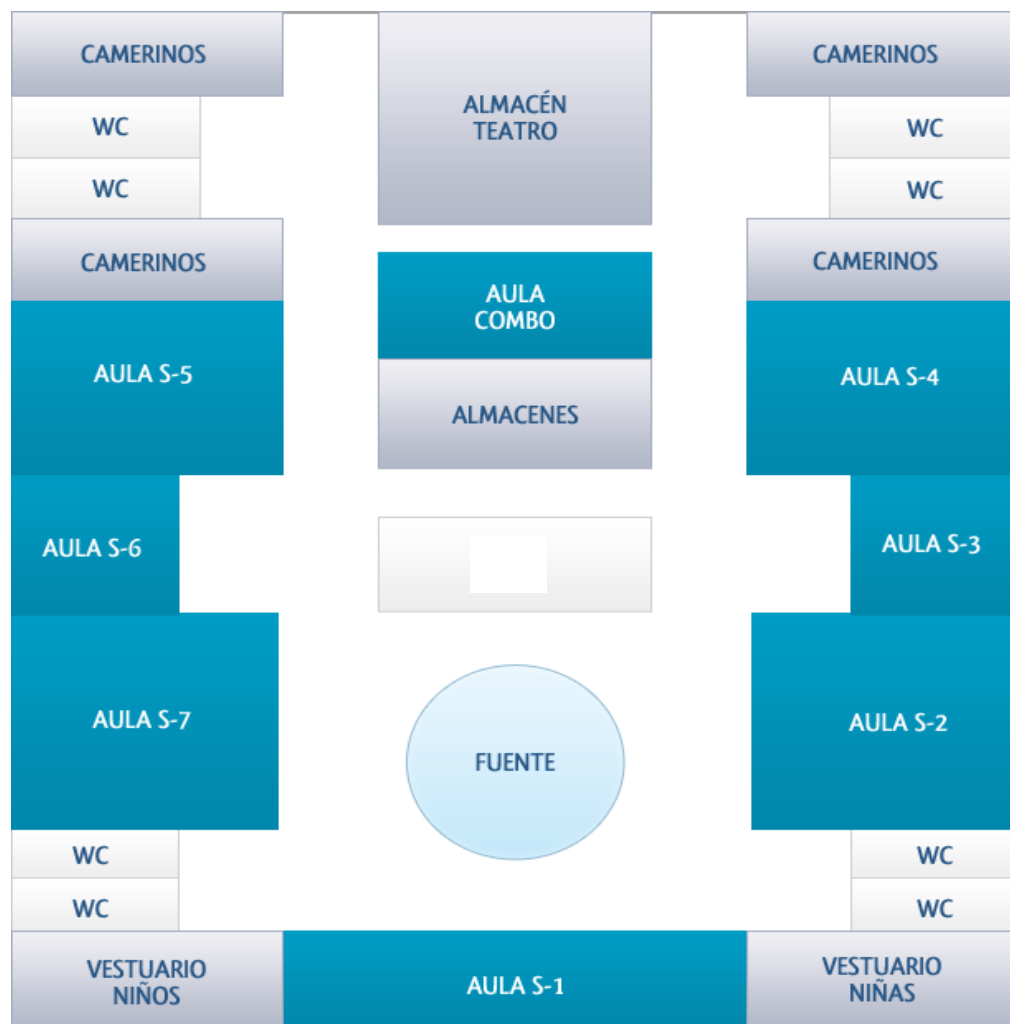 CAMERINOS
ALMACÉN
TEATRO
CAMERINOS
WC
WC
WC
WC
CAMERINOS
CAMERINOS
AULA
COMBO
AULA S-5
AULA S-4
ALMACENES
AULA S-6
AULA S-3
AULA S-7
AULA S-2
FUENTE
WC
WC
WC
WC
VESTUARIO
NIÑOS
AULA S-1
VESTUARIO
NIÑAS